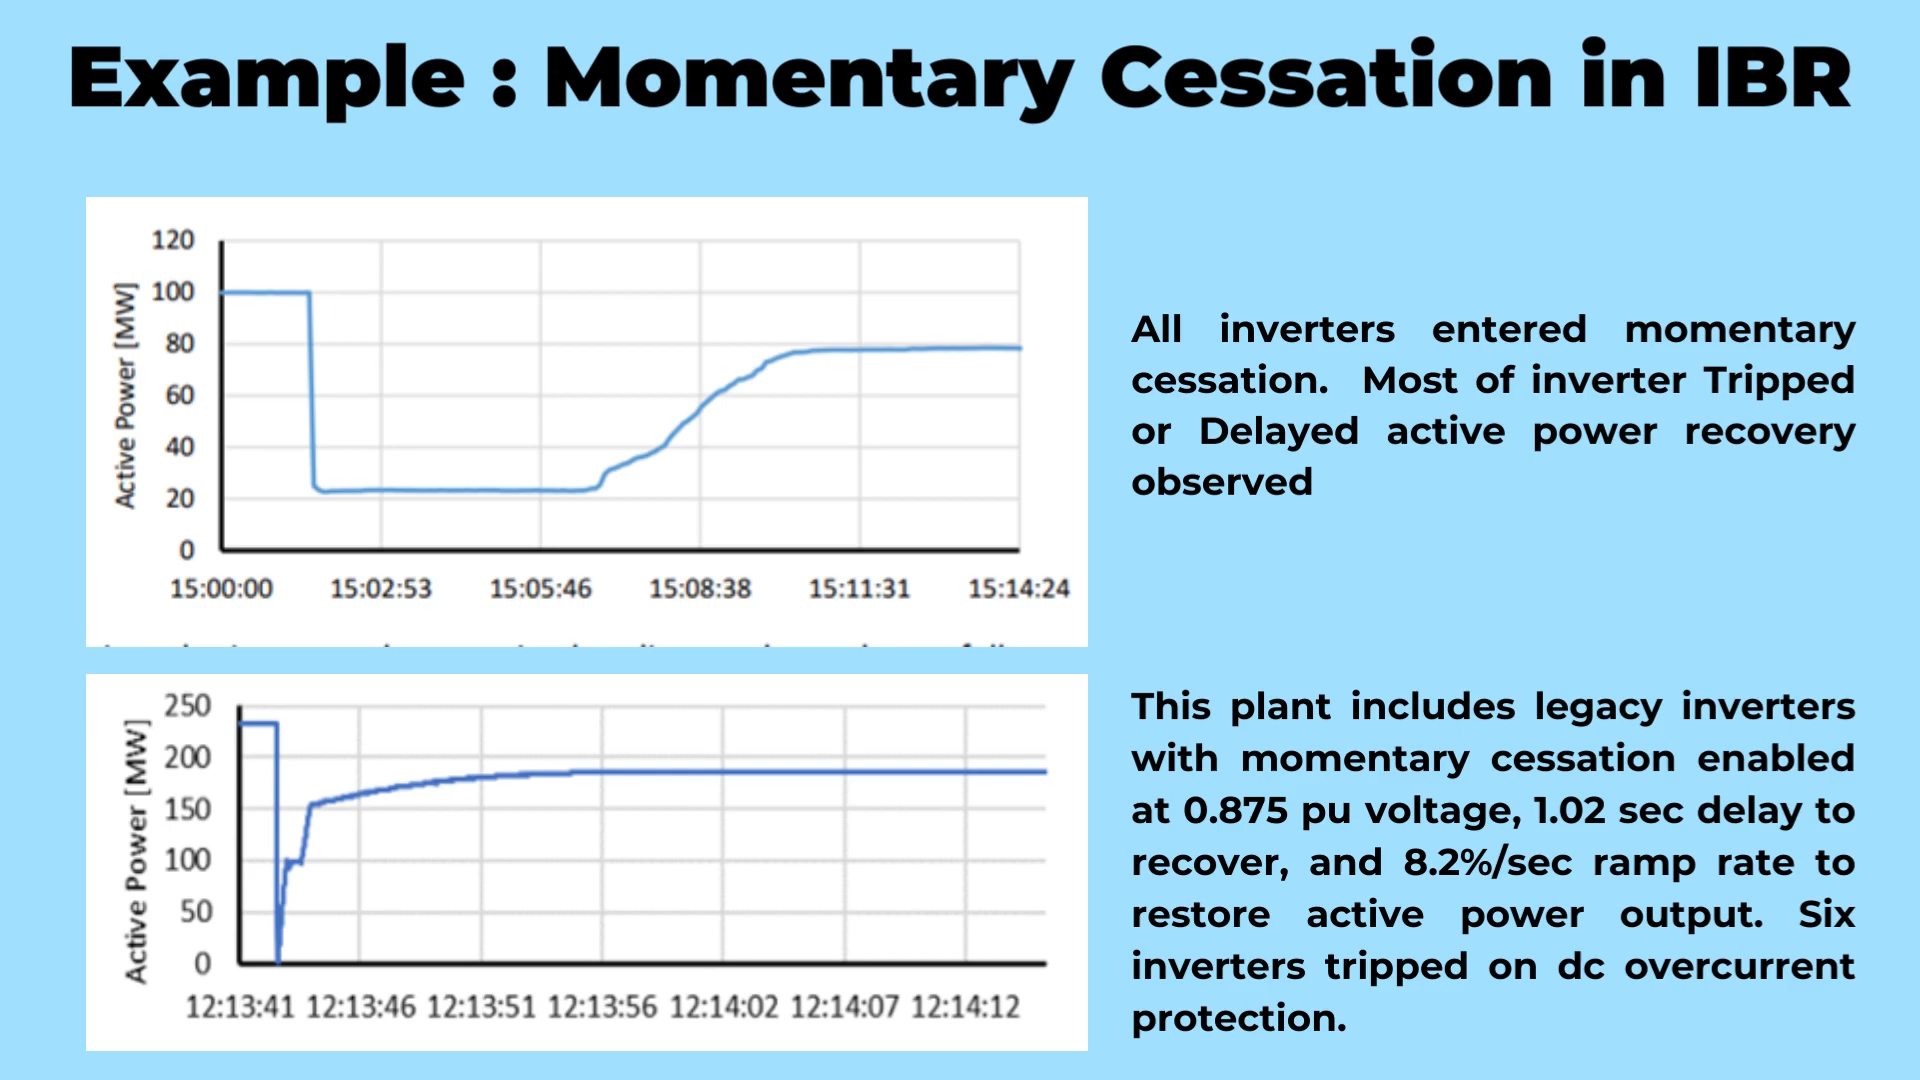 Example : Momentary Cessation in IBR
120
100
80
60
40
20
0
Active Power [MW]
15:00:00 15:02:53 15:05:46 15:08:38 15:11:31 15:14:24
All inverters entered momentary
cessation. Most of inverter Tripped
or Delayed active power recovery
observed
250
200
150
100
50
0
Active Power [MW]
12:13:41 12:13:46 12:13:51 12:13:56 12:14:02 12:14:07 12:14:12
This plant includes legacy inverters
with momentary cessation enabled
at 0.875 pu voltage, 1.02 sec delay to
recover, and 8.2%/sec ramp rate to
restore active power output. Six
inverters tripped on dc overcurrent
protection.